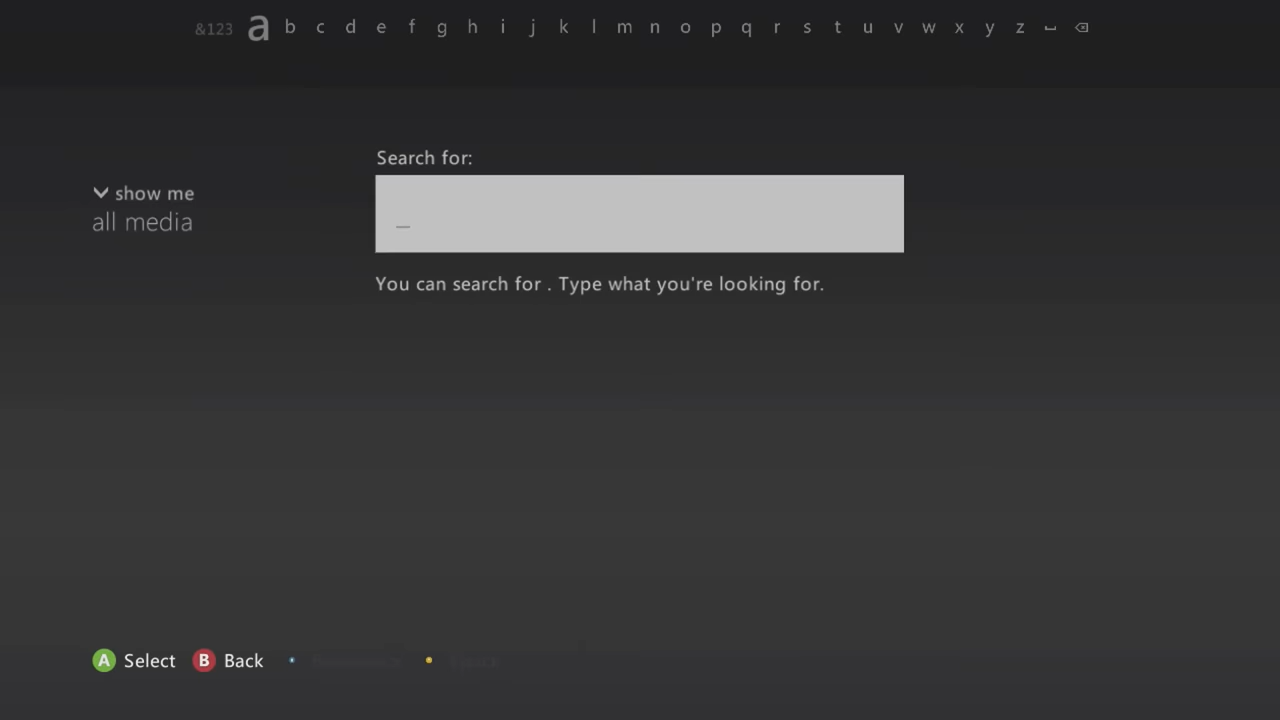 &123 a b c d e f g h i j k l m n o p q r s t u v w x y z
Search for:
show me
all media
You can search for . Type what you're looking for.
A Select B Back